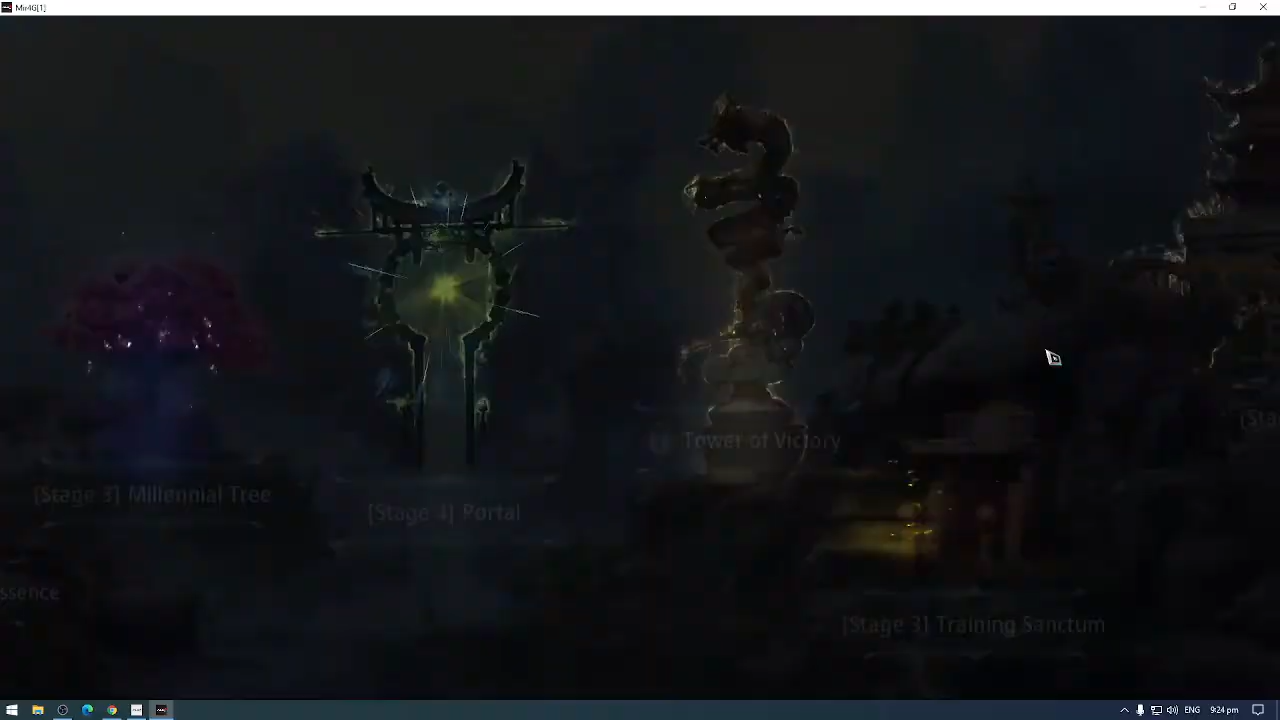 Mir4G[1]
[Stage 3] Millennial Tree
[Stage 4] Portal
Tower of Victory
[Sta
ssence
[Stage 3] Training Sanctum
ENG
9:24 pm